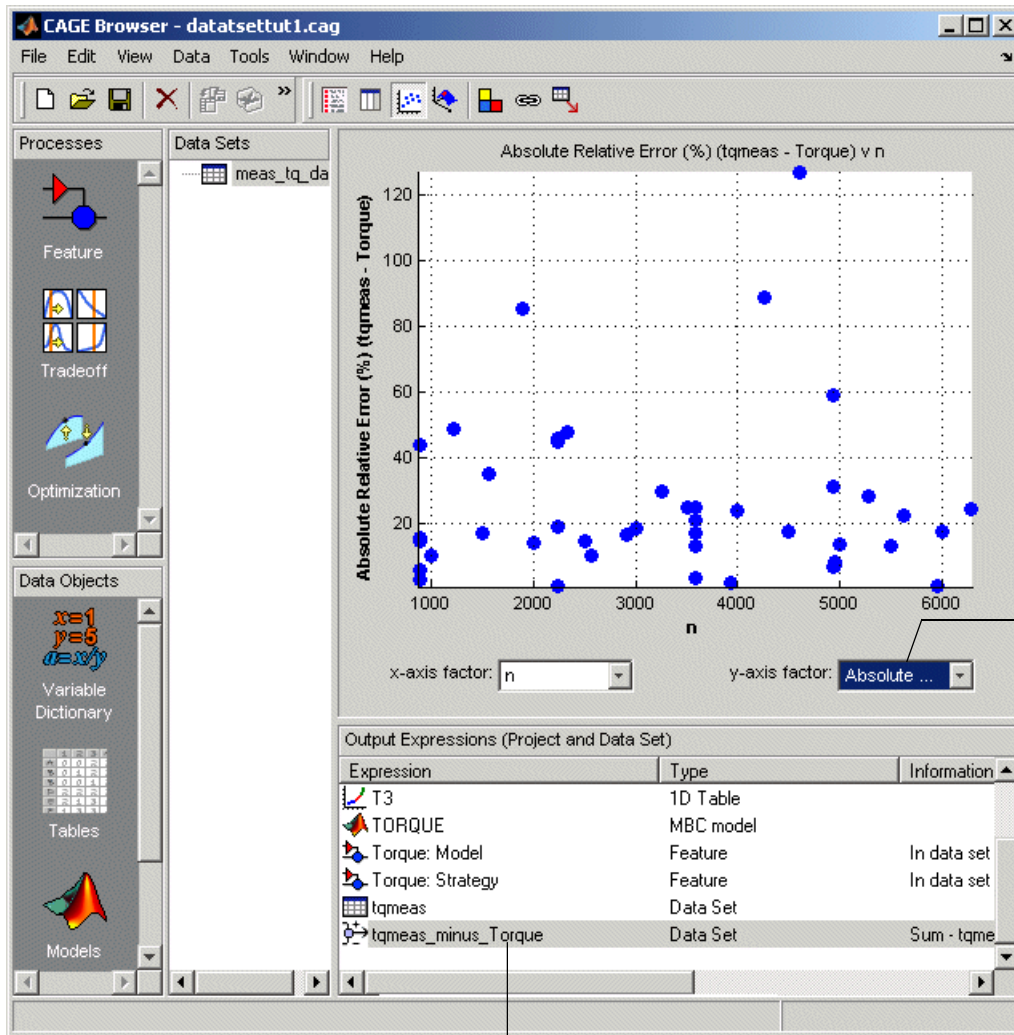 CAGE Browser - datatsettut1.cag
File Edit View Data Tools Window Help
Processes
Feature
Tradeoff
Optimization
Data Sets
meas_tq_da
Absolute Relative Error (%) (tqmeas - Torque) v n
Absolute Relative Error (%) (tqmeas - Torque)
120
100
80
60
40
20
1000 2000 3000 4000 5000 6000
n
x-axis factor: n y-axis factor: Absolute ...
Data Objects
x=1
y=5
a=x/y
Variable
Dictionary
Tables
Models
Output Expressions (Project and Data Set)
Expression Type Information
T3 1D Table
TORQUE MBC model
Torque: Model Feature In data set
Torque: Strategy Feature In data set
tqmeas Data Set
tqmeas_minus_Torque Data Set Sum - tqme